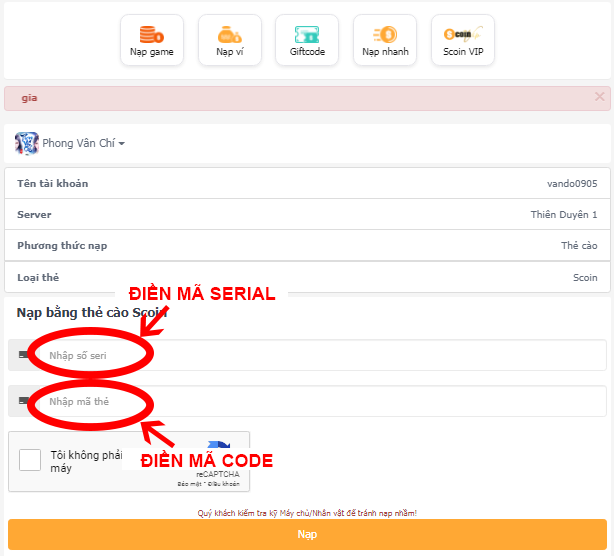 Nạp game Nạp ví Giftcode Nạp nhanh Scoin VIP
gia
Phong Vân Chí
Tên tài khoản vando0905
Server Thiên Duyên 1
Phương thức nạp Thẻ cào
Loại thẻ Scoin
ĐIỀN MÃ SERIAL
Nạp bằng thẻ cào Scoin
Nhập số seri
Nhập mã thẻ
Tôi không phải
máy
ĐIỀN MÃ CODE
reCAPTCHA
Bảo mật * Điều khoản
Quý khách kiểm tra kỹ Máy chủ/Nhân vật để tránh nạp nhầm!
Nạp